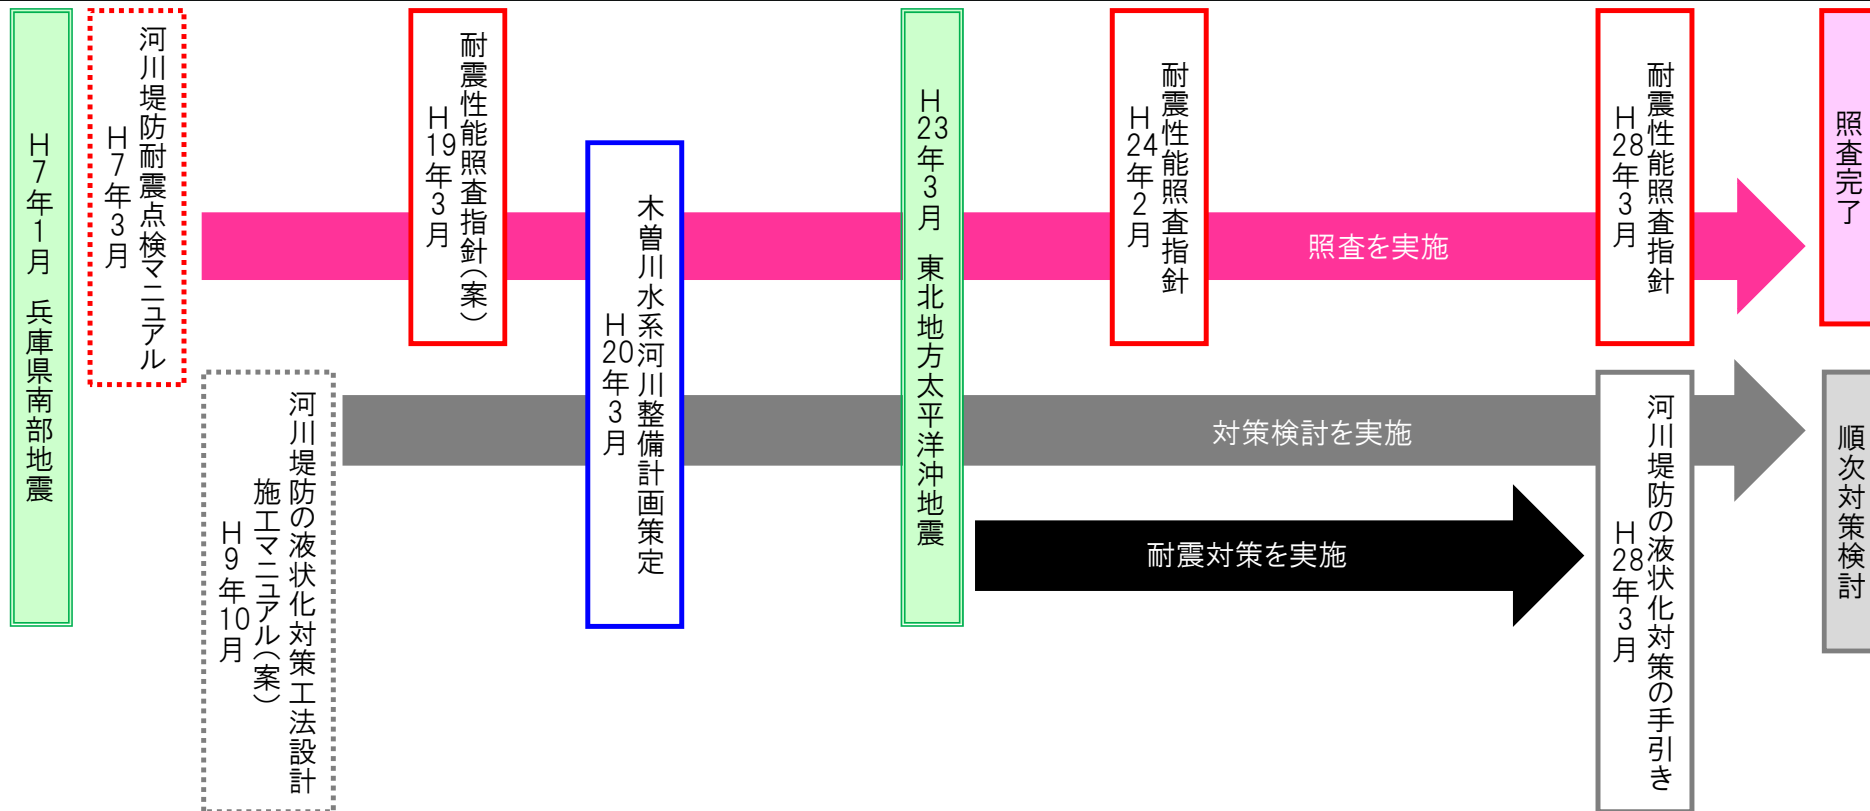 H7年1月 兵庫県南部地震
河川堤防耐震点検マニュアル
H7年3月
河川堤防の液状化対策工法設計
施工マニュアル（案）
H9年10月
耐震性能照査指針（案）
H19年3月
木曽川水系河川整備計画策定
H20年3月
H23年3月 東北地方太平洋沖地震
耐震性能照査指針
H24年2月
照査を実施
対策検討を実施
耐震対策を実施
耐震性能照査指針
H28年3月
河川堤防の液状化対策の手引き
H28年3月
照査完了
順次対策検討